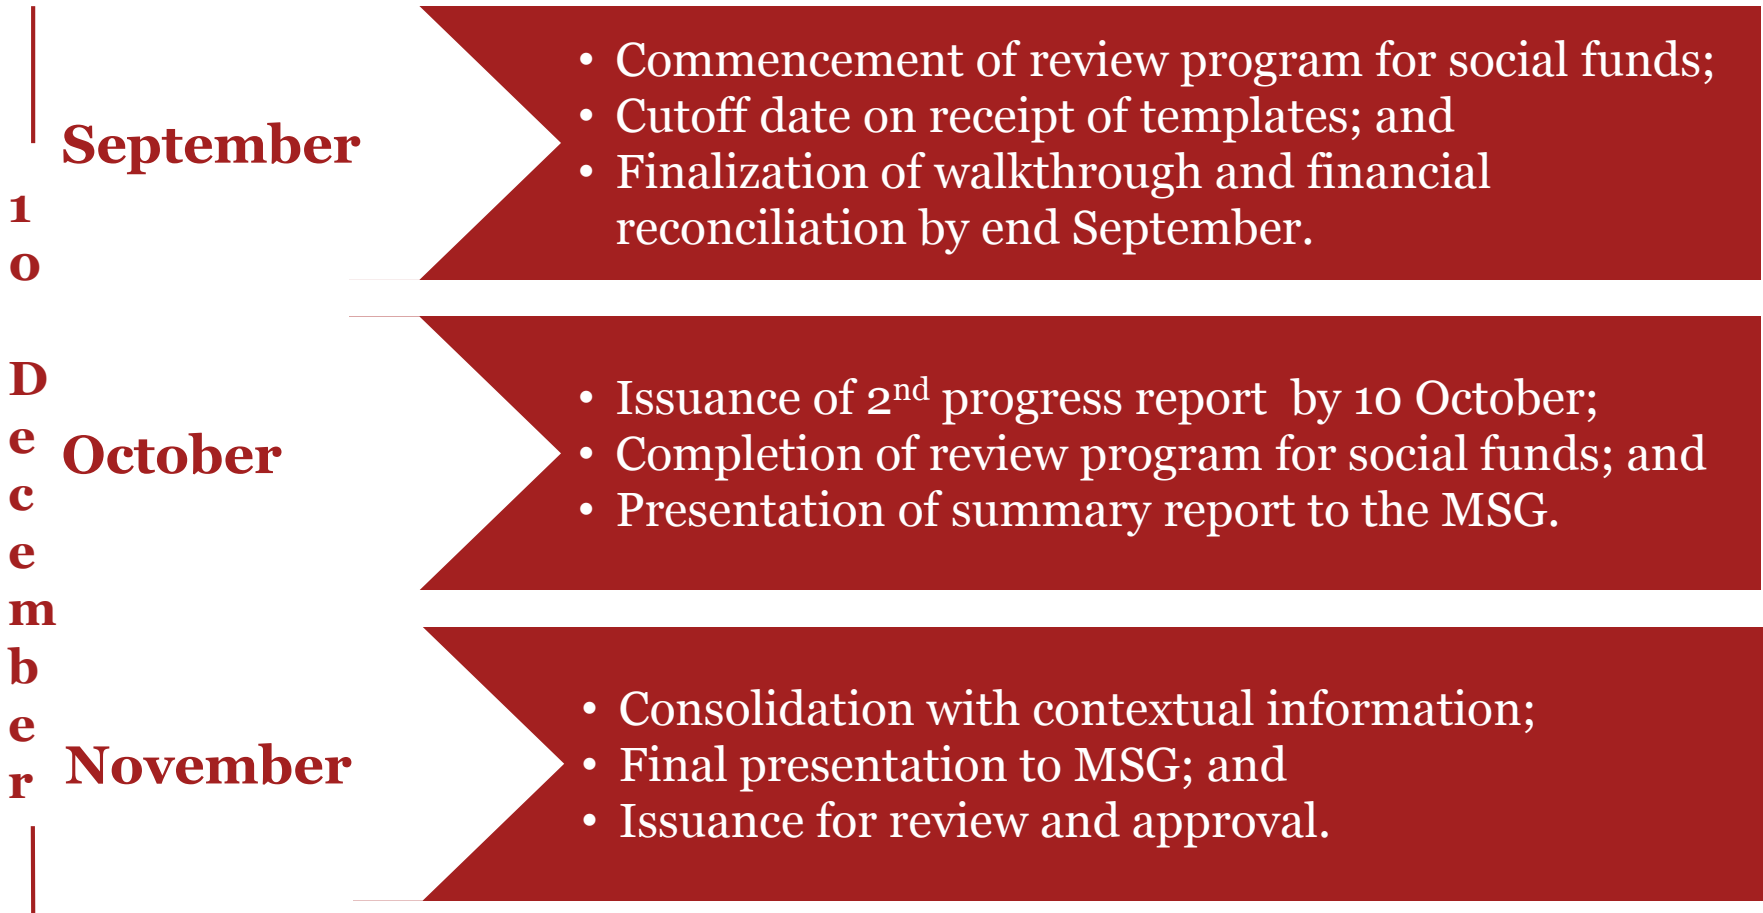 10 December
September
• Commencement of review program for social funds;
• Cutoff date on receipt of templates; and
• Finalization of walkthrough and financial
reconciliation by end September.
October
• Issuance of 2nd progress report  by 10 October;
• Completion of review program for social funds; and
• Presentation of summary report to the MSG.
November
• Consolidation with contextual information;
• Final presentation to MSG; and
• Issuance for review and approval.